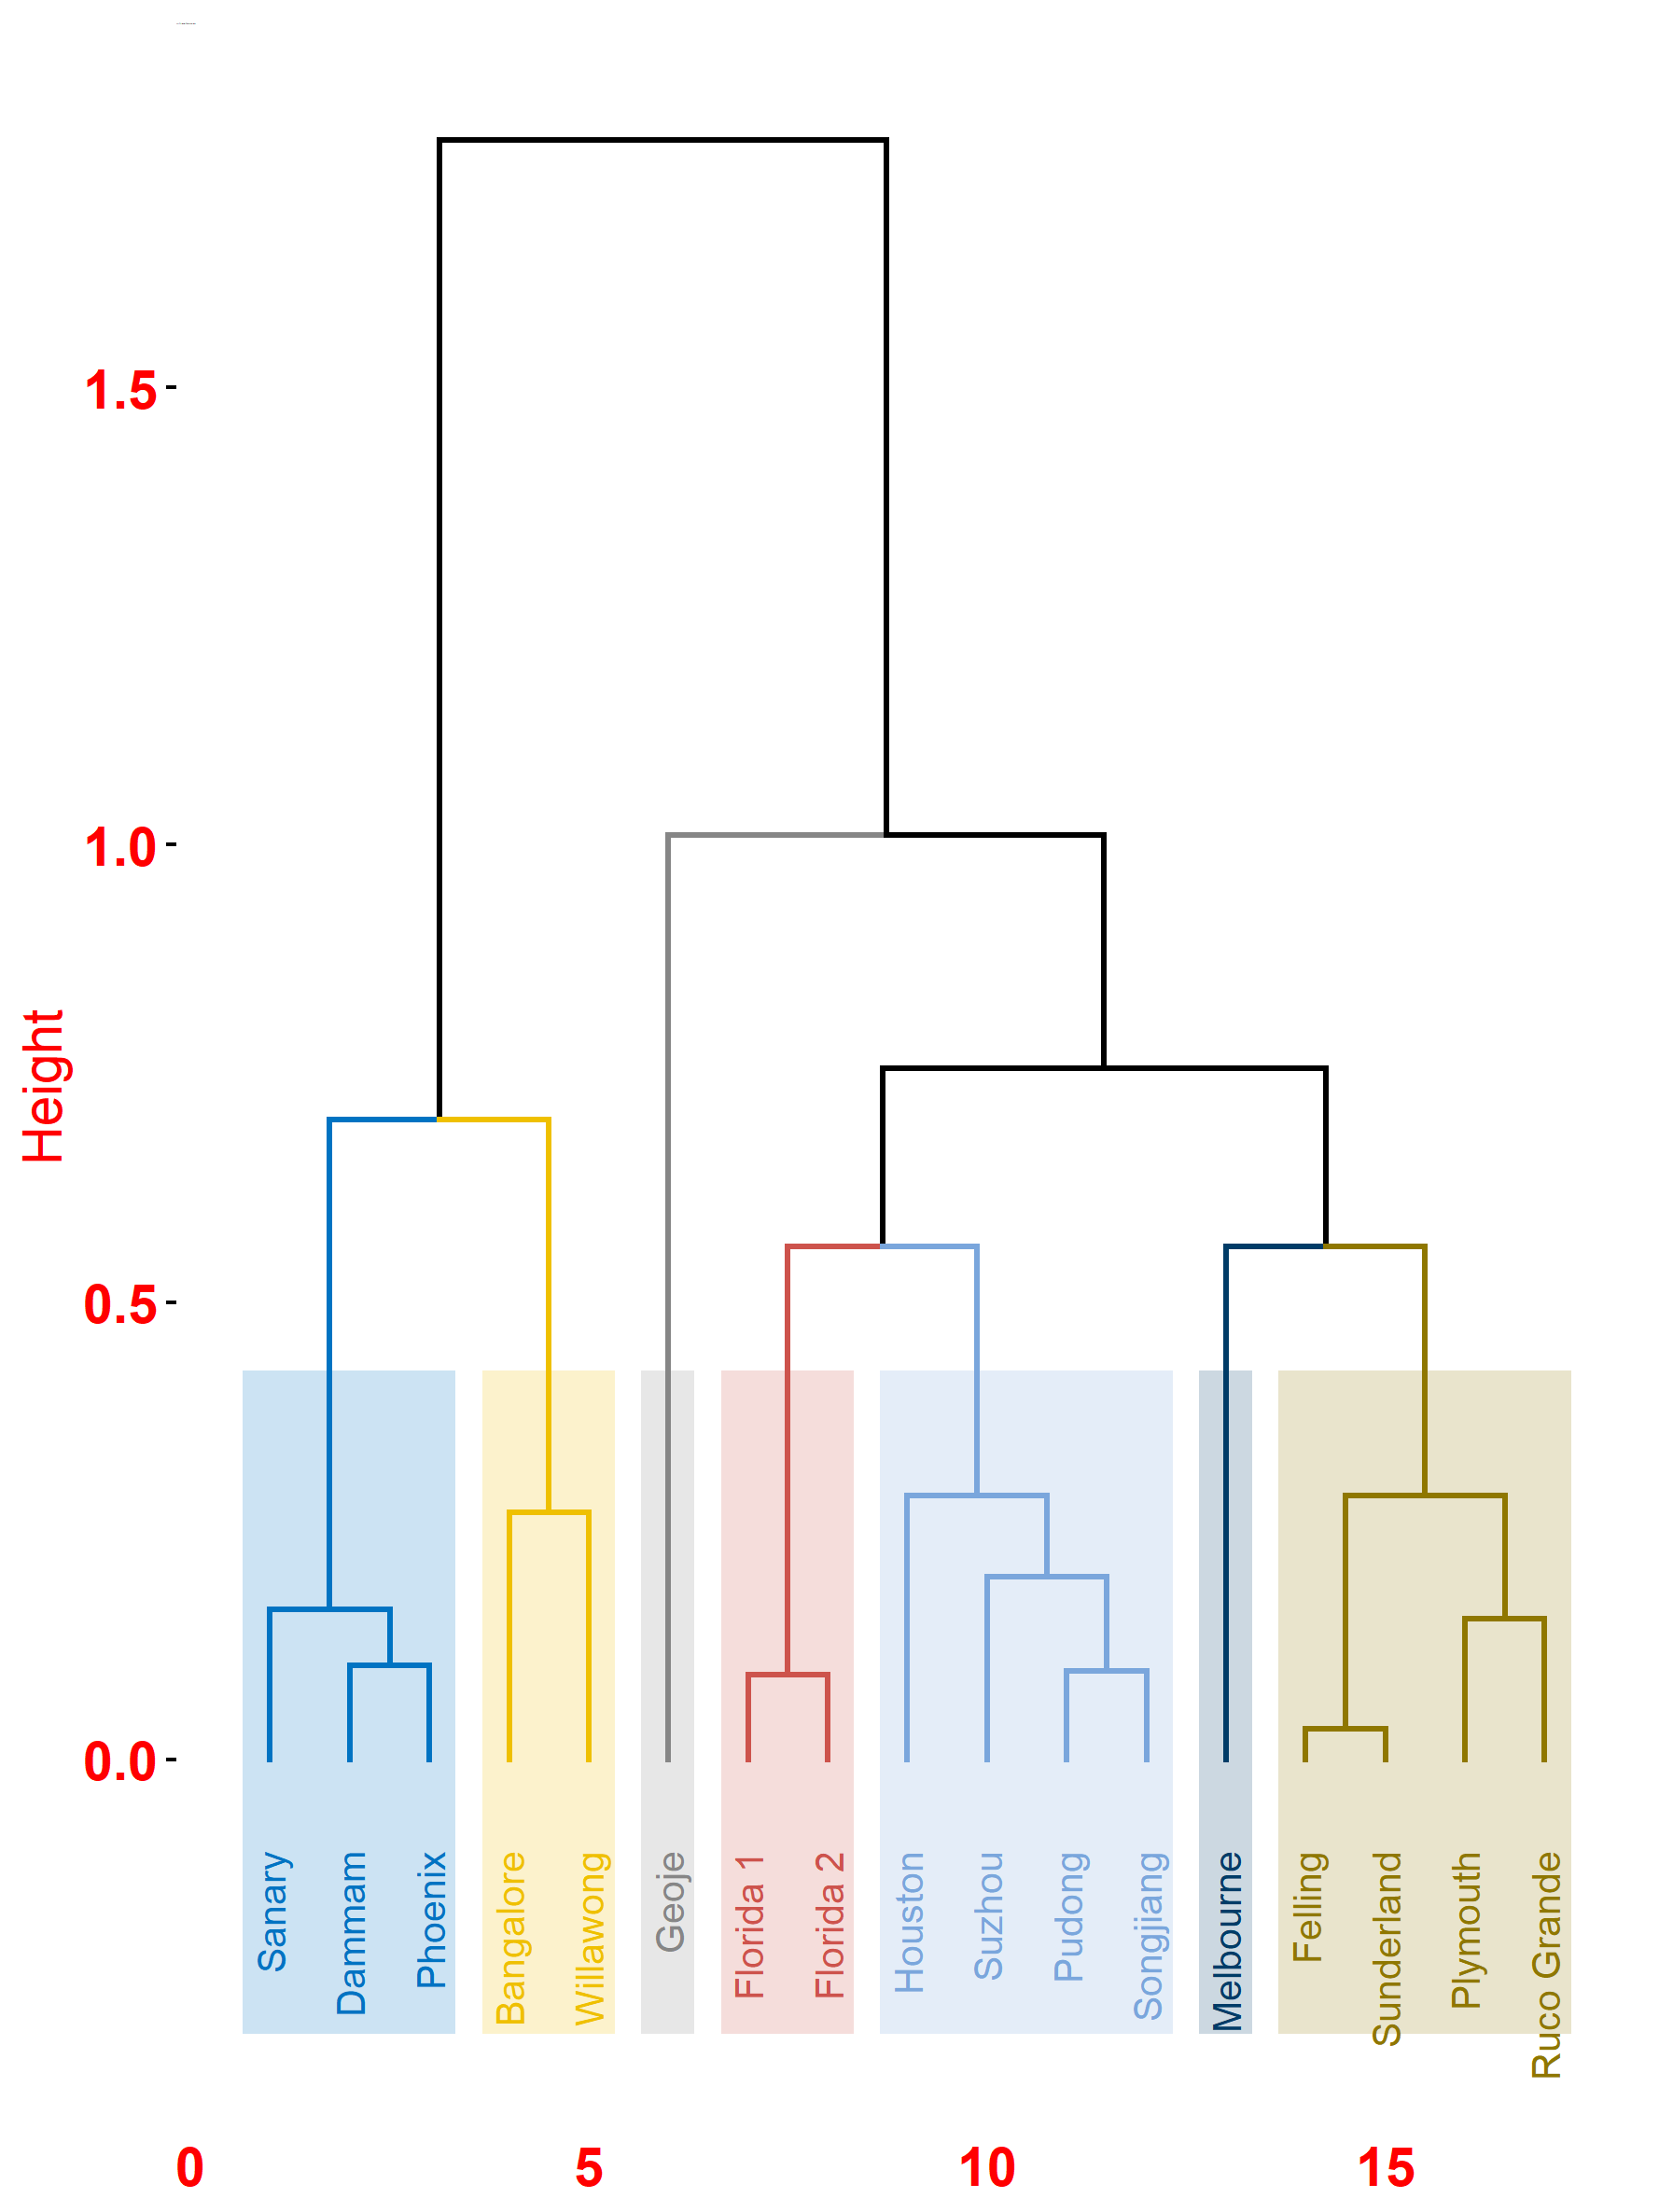 1.5
1.0
0.5
0.0
Height
Sanary
Dammam
Phoenix
Bangalore
Willawong
Geoje
Florida 1
Florida 2
Houston
Suzhou
Pudong
Songjiang
Melbourne
Felling
Sunderland
Plymouth
Ruco Grande
0
5
10
15